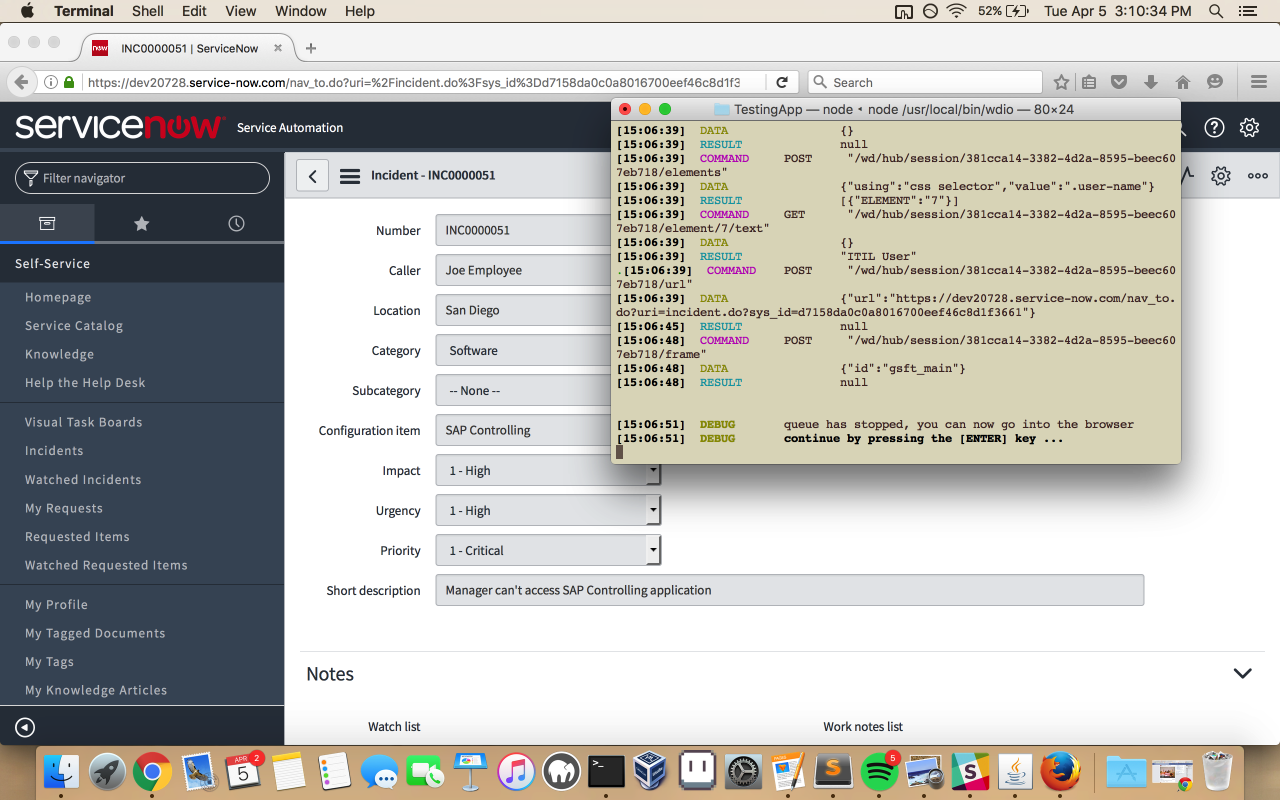 Terminal Shell Edit View Window Help 52% Tue Apr 5 3:10:34 PM
now INC0000051 | ServiceNow
https://dev20728.service-now.com/nav_to.do?uri=%2Fincident.do%3Fsys_id%3Dd7158da0c0a8016700eef46c8d1f3 Search
servicenow Service Automation
TestingApp — node ◂ node /usr/local/bin/wdio — 80×24
[15:06:39] DATA {}
[15:06:39] RESULT null
[15:06:39] COMMAND POST "/wd/hub/session/381cca14-3382-4d2a-8595-beec60
7eb718/elements"
[15:06:39] DATA {"using":"css selector","value":".user-name"}
[15:06:39] RESULT [{"ELEMENT":"7"}]
[15:06:39] COMMAND GET "/wd/hub/session/381cca14-3382-4d2a-8595-beec60
7eb718/element/7/text"
[15:06:39] DATA {}
[15:06:39] RESULT "ITIL User"
.[15:06:39] COMMAND POST "/wd/hub/session/381cca14-3382-4d2a-8595-beec60
7eb718/url"
[15:06:39] DATA {"url":"https://dev20728.service-now.com/nav_to.
do?uri=incident.do?sys_id=d7158da0c0a8016700eef46c8d1f3661"}
[15:06:45] RESULT null
[15:06:48] COMMAND POST "/wd/hub/session/381cca14-3382-4d2a-8595-beec60
7eb718/frame"
[15:06:48] DATA {"id":"gsft_main"}
[15:06:48] RESULT null
[15:06:51] DEBUG queue has stopped, you can now go into the browser
[15:06:51] DEBUG continue by pressing the [ENTER] key ...
Filter navigator
Self-Service
Homepage
Service Catalog
Knowledge
Help the Help Desk
Visual Task Boards
Incidents
Watched Incidents
My Requests
Requested Items
Watched Requested Items
My Profile
My Tagged Documents
My Tags
My Knowledge Articles
Incident - INC0000051
Number INC0000051
Caller Joe Employee
Location San Diego
Category Software
Subcategory -- None --
Configuration item SAP Controlling
Impact 1 - High
Urgency 1 - High
Priority 1 - Critical
Short description Manager can't access SAP Controlling application
Notes
Watch list Work notes list
APR 2
5
5